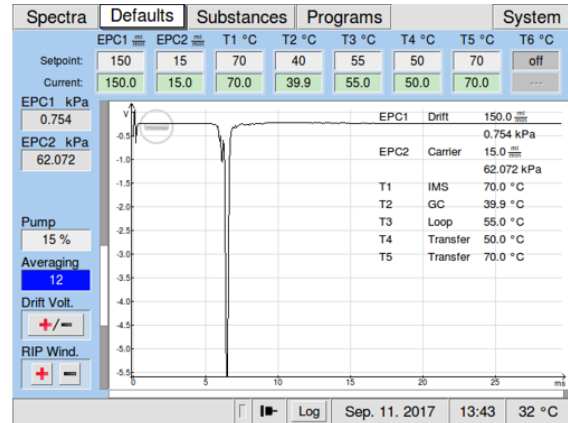 Spectra Defaults Substances Programs System
EPC1 ml/min EPC2 ml/min T1 °C T2 °C T3 °C T4 °C T5 °C T6 °C
Setpoint: 150 15 70 40 55 50 70 off
Current: 150.0 15.0 70.0 39.9 55.0 50.0 70.0 ---
EPC1 kPa
0.754
EPC2 kPa
62.072
Pump
15 %
Averaging
12
Drift Volt.
+/−
RIP Wind.
+ −
V
-0.5
-1.0
-1.5
-2.0
-2.5
-3.0
-3.5
-4.0
-4.5
-5.0
-5.5
0 5 10 15 20 25 ms
EPC1 Drift 150.0 ml/min
0.754 kPa
EPC2 Carrier 15.0 ml/min
62.072 kPa
T1 IMS 70.0 °C
T2 GC 39.9 °C
T3 Loop 55.0 °C
T4 Transfer 50.0 °C
T5 Transfer 70.0 °C
Log Sep. 11. 2017 13:43 32 °C